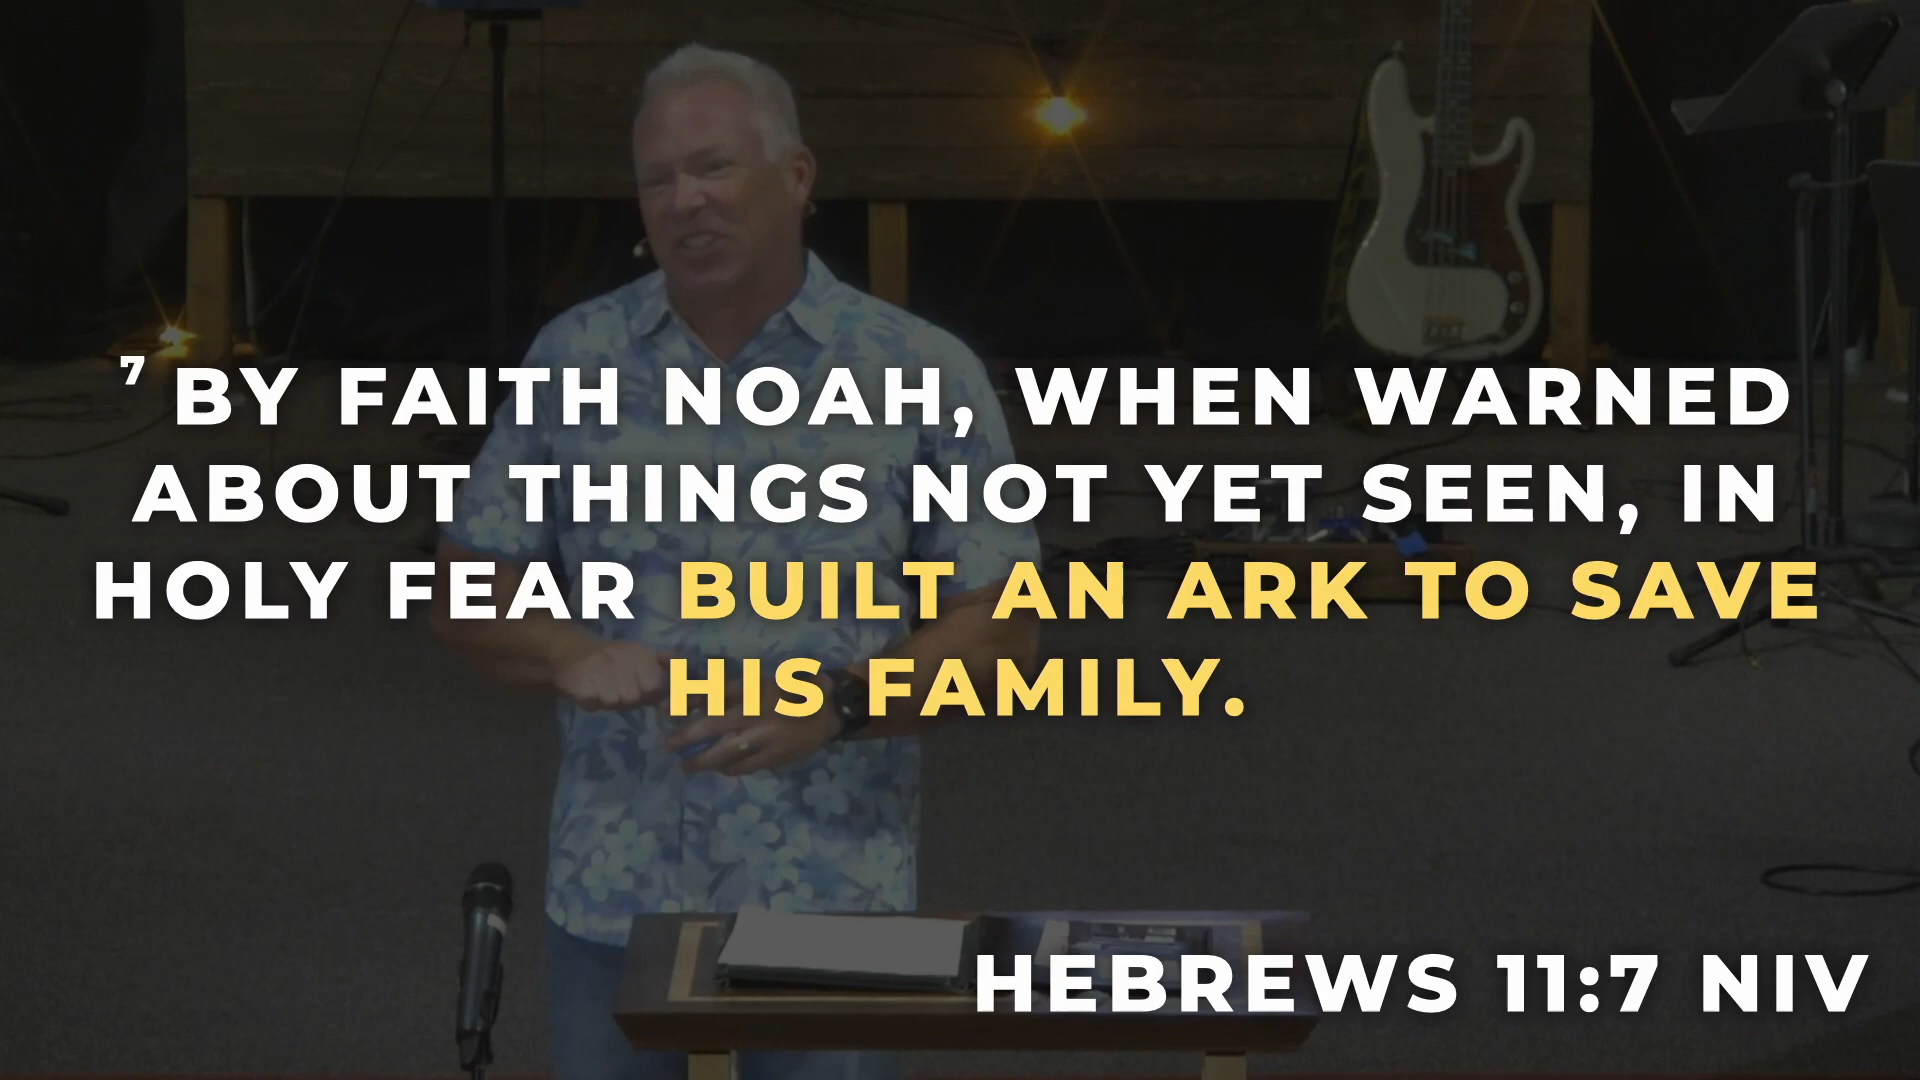 7 BY FAITH NOAH, WHEN WARNED
ABOUT THINGS NOT YET SEEN, IN
HOLY FEAR BUILT AN ARK TO SAVE
HIS FAMILY.
HEBREWS 11:7 NIV